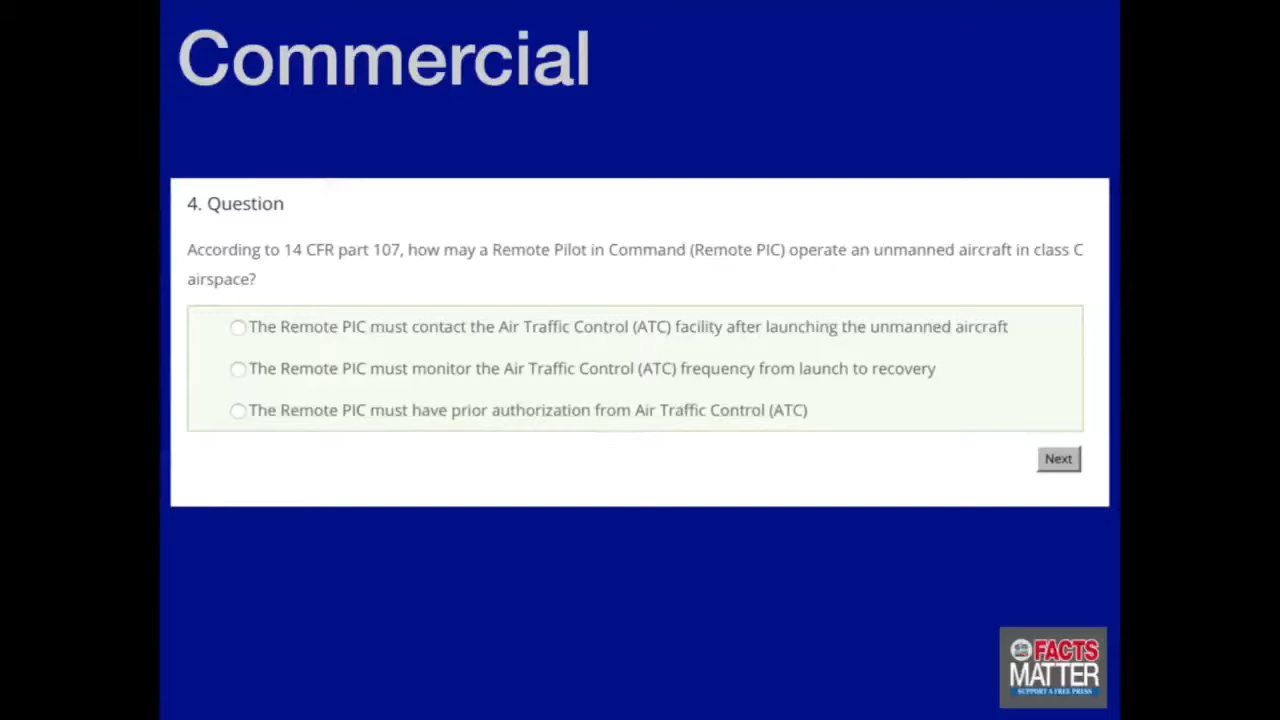 Commercial
4. Question
According to 14 CFR part 107, how may a Remote Pilot in Command (Remote PIC) operate an unmanned aircraft in class C
airspace?
The Remote PIC must contact the Air Traffic Control (ATC) facility after launching the unmanned aircraft
The Remote PIC must monitor the Air Traffic Control (ATC) frequency from launch to recovery
The Remote PIC must have prior authorization from Air Traffic Control (ATC)
Next
FACTS
MATTER
SUPPORT A FREE PRESS